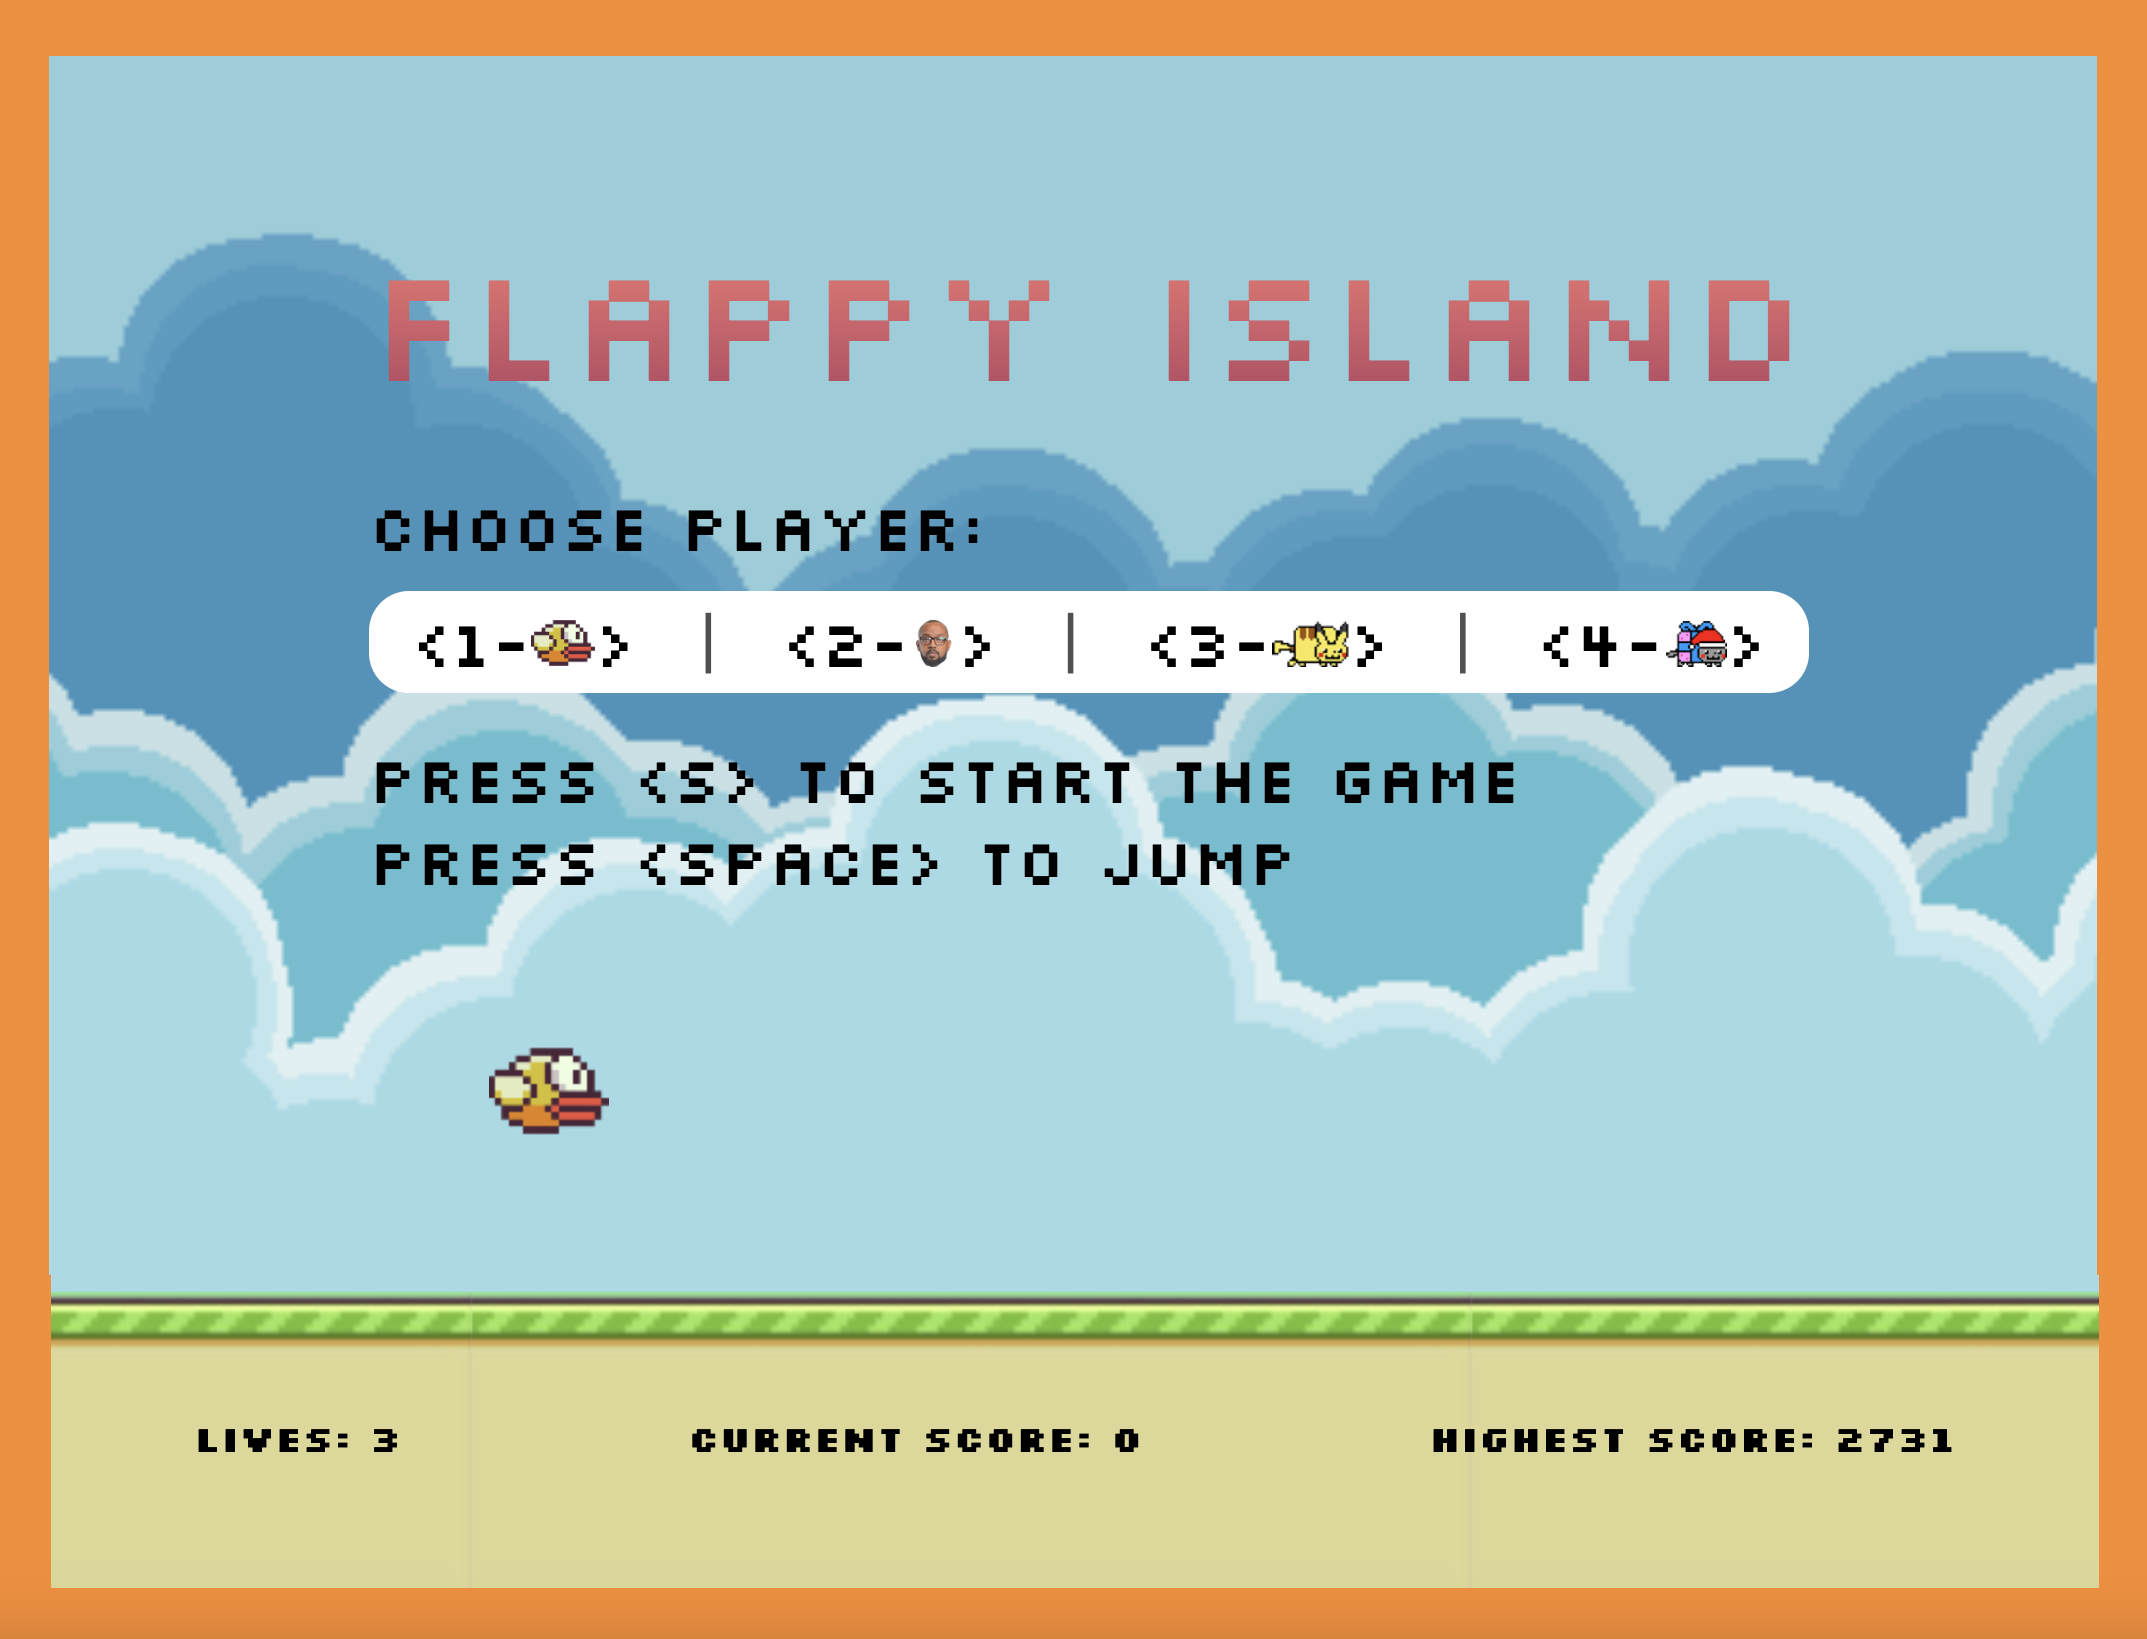 FLAPPY ISLAND
CHOOSE PLAYER:
<1-> | <2-> | <3-> | <4->
PRESS <S> TO START THE GAME
PRESS <SPACE> TO JUMP
LIVES: 3 CURRENT SCORE: 0 HIGHEST SCORE: 2731